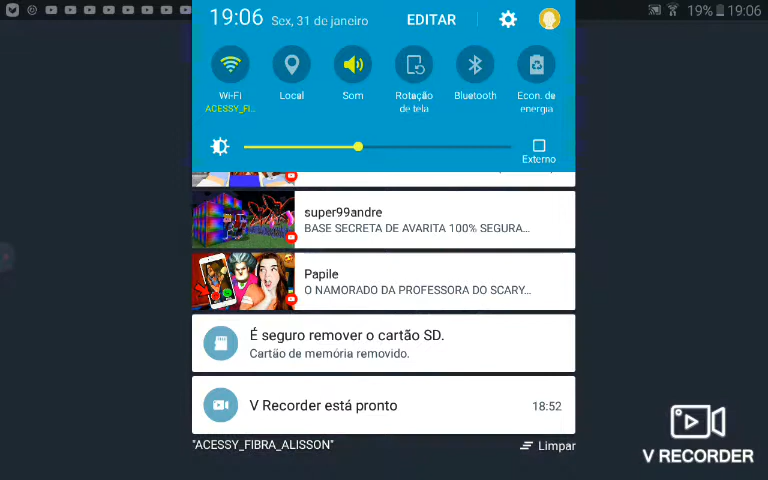 19:06 Sex, 31 de janeiro EDITAR
19% 19:06
Wi-Fi
ACESSY_FI...
Local
Som
Rotação
de tela
Bluetooth
Econ. de
energia
Externo
super99andre
BASE SECRETA DE AVARITA 100% SEGURA...
Papile
O NAMORADO DA PROFESSORA DO SCARY...
É seguro remover o cartão SD.
Cartão de memória removido.
V Recorder está pronto 18:52
"ACESSY_FIBRA_ALISSON" Limpar
V RECORDER